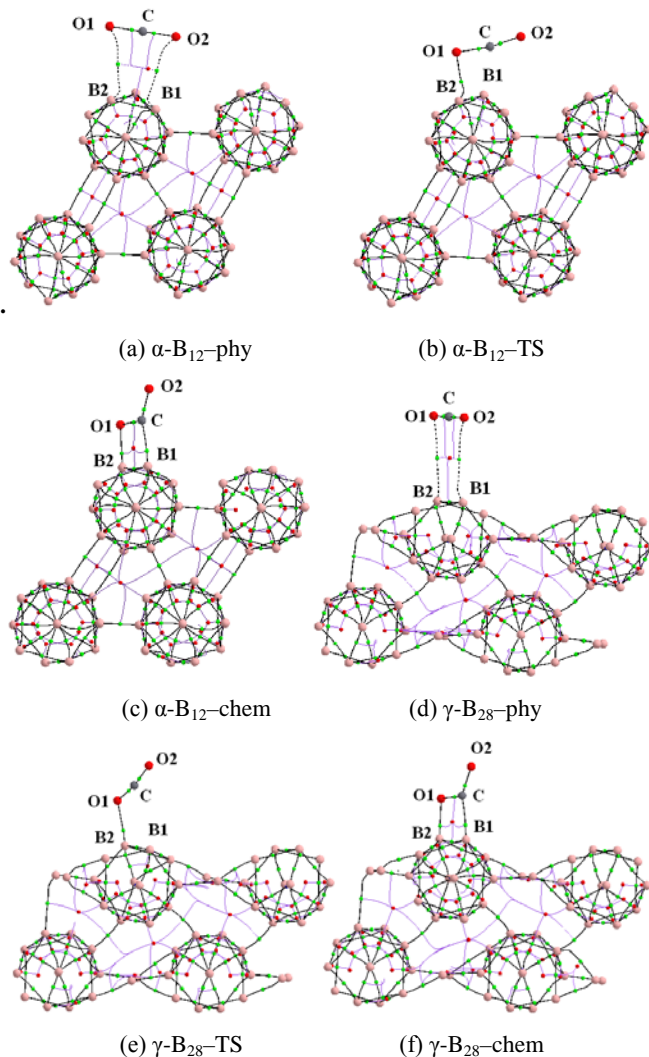 O1 C O2
B2 B1
O2
C
O1
B2 B1
.
(a) α-B₁₂–phy (b) α-B₁₂–TS
O2
O1 C
B2 B1
C
O1 O2
B2 B1
(c) α-B₁₂–chem (d) γ-B₂₈–phy
O2
C
O1
B2 B1
O2
O1 C
B2 B1
(e) γ-B₂₈–TS (f) γ-B₂₈–chem